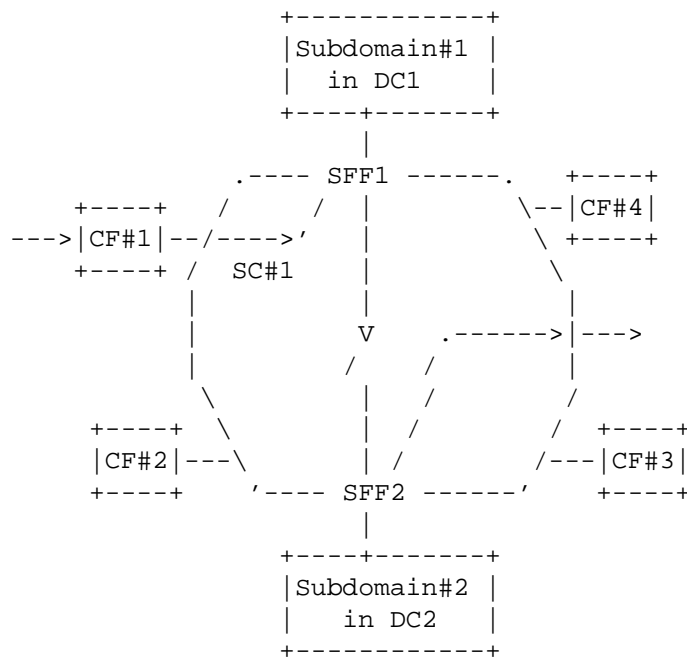 Subdomain#1
in DC1
SFF1
CF#4
CF#1
SC#1
V
CF#2
CF#3
SFF2
Subdomain#2
in DC2